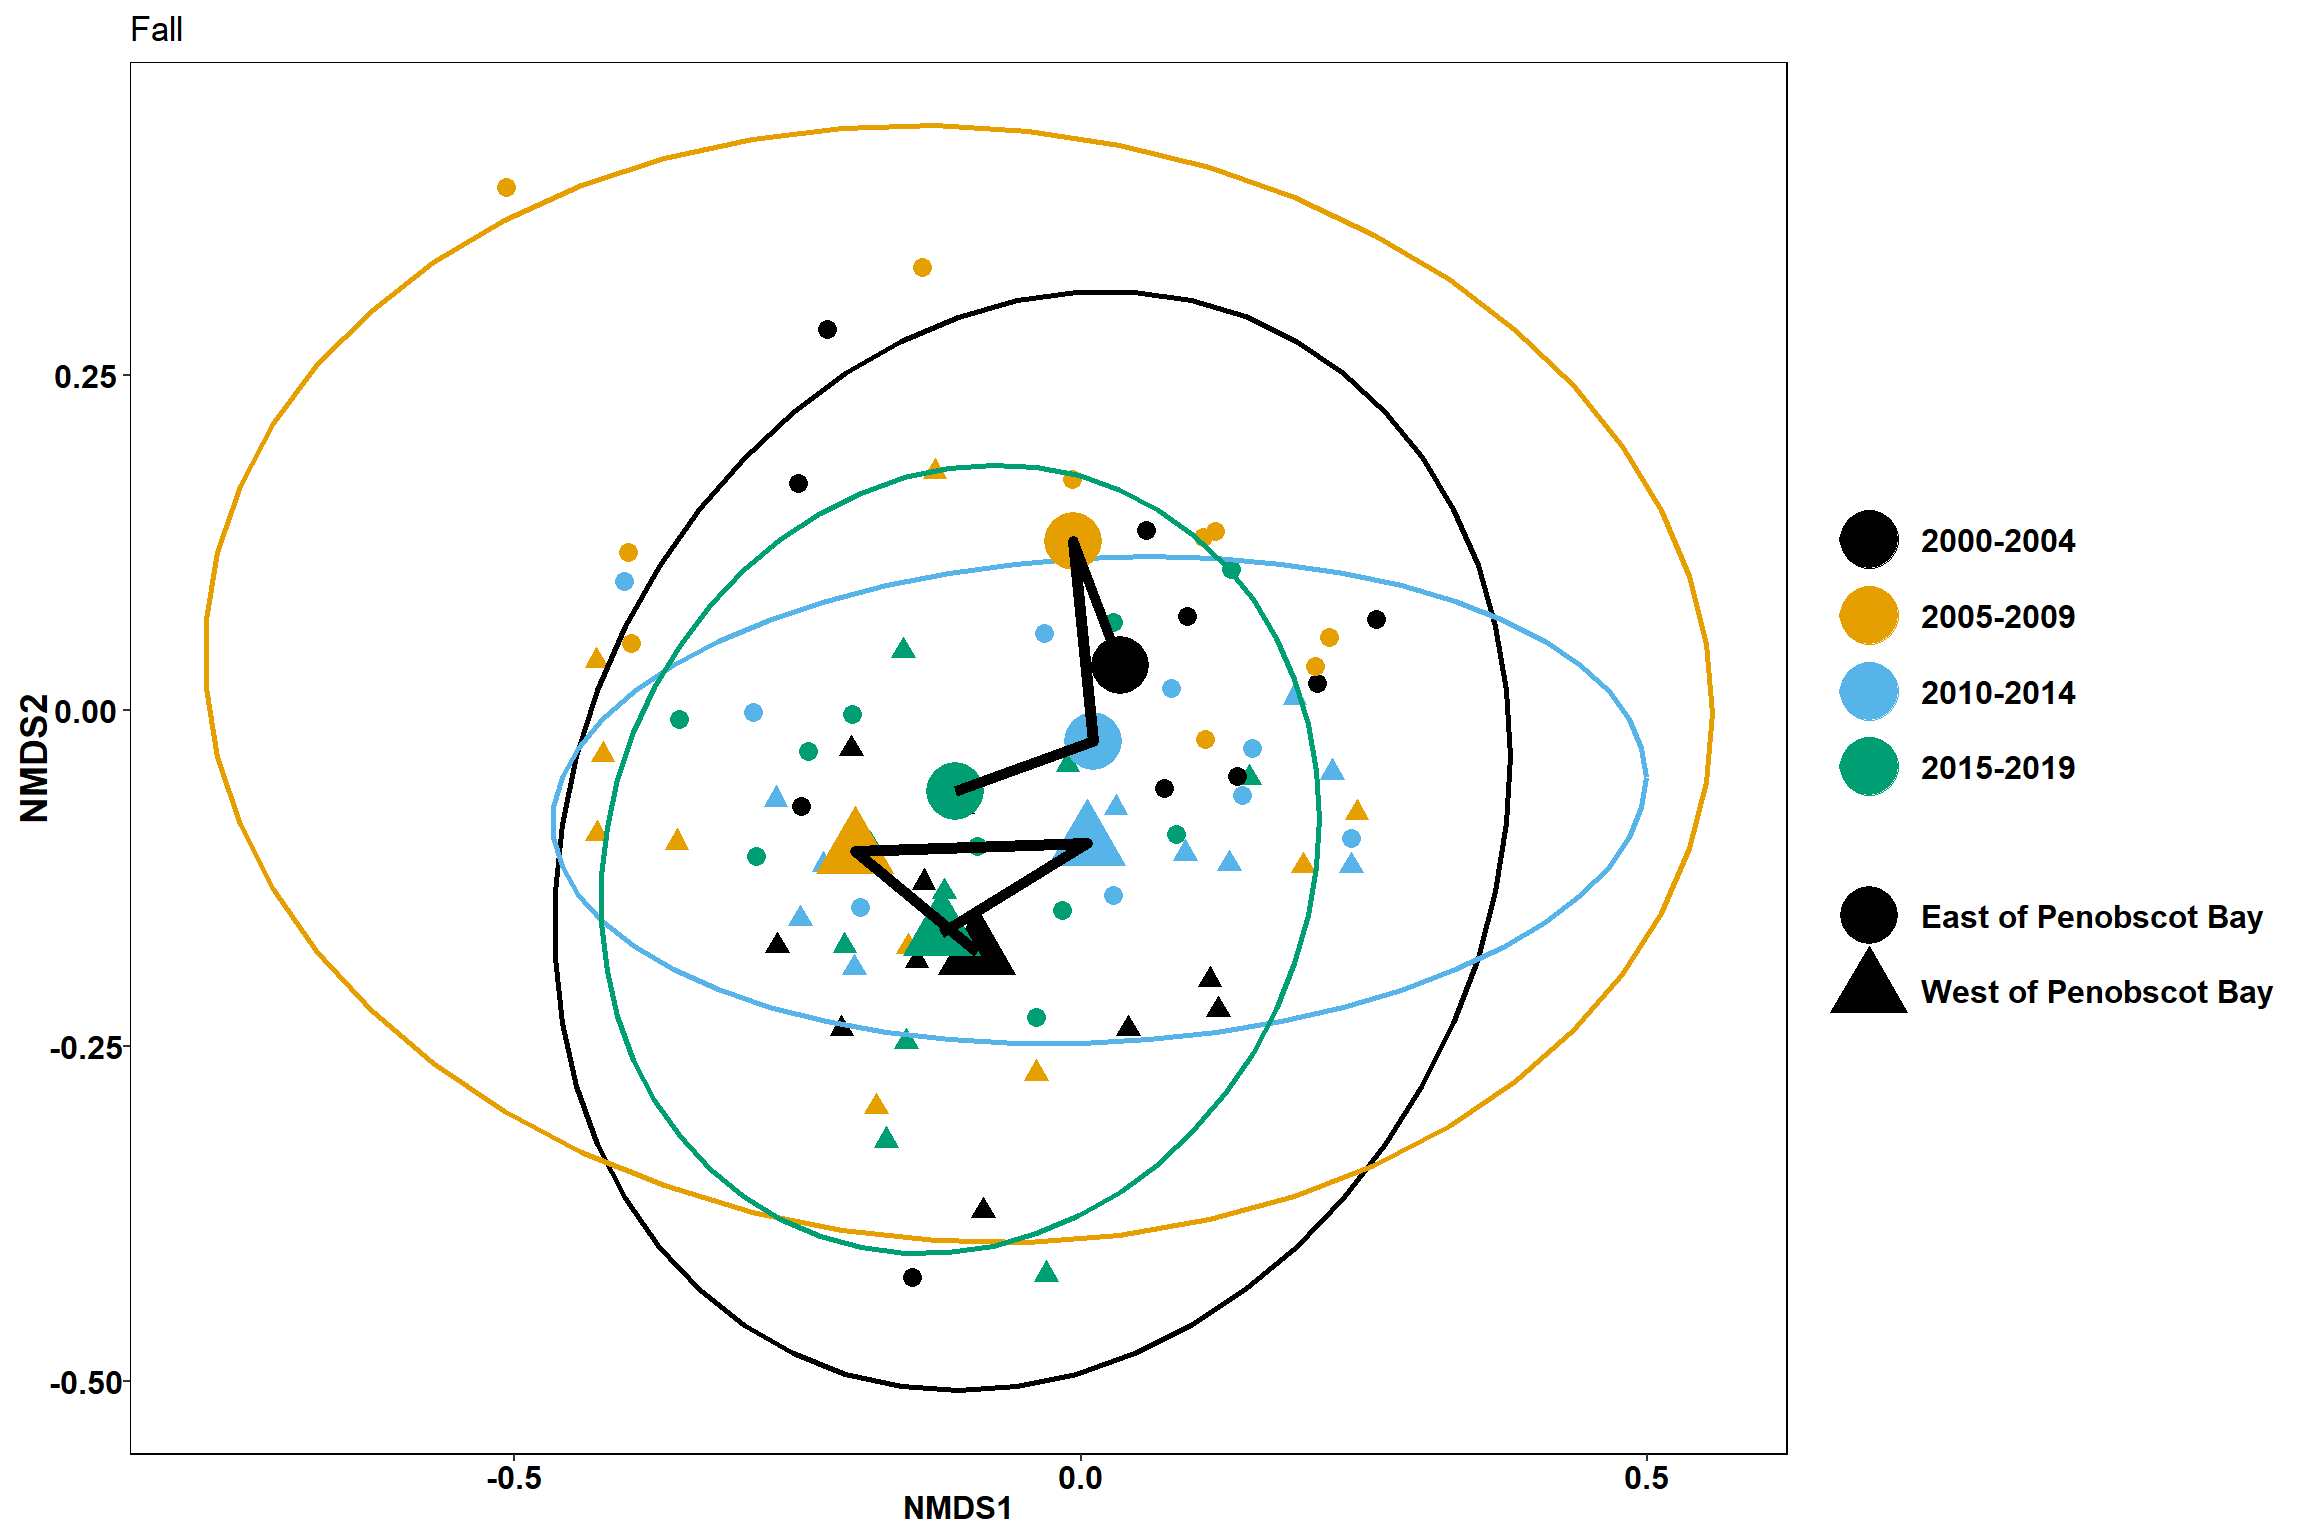 Fall
NMDS2
0.25
0.00
-0.25
-0.50
-0.5
0.0
0.5
NMDS1
2000-2004
2005-2009
2010-2014
2015-2019
East of Penobscot Bay
West of Penobscot Bay